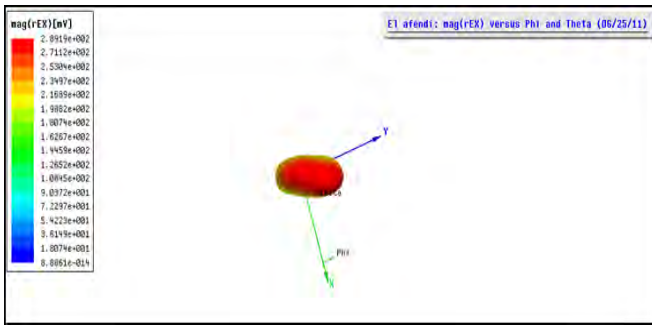 mag(rEX)[mV]
2.8919e+002
2.7112e+002
2.5304e+002
2.3497e+002
2.1689e+002
1.9882e+002
1.8074e+002
1.6267e+002
1.4459e+002
1.2652e+002
1.0845e+002
9.0372e+001
7.2297e+001
5.4223e+001
3.6149e+001
1.8074e+001
El afendi: mag(rEX) versus Phi and Theta (06/25/11)
Y
Phi
X